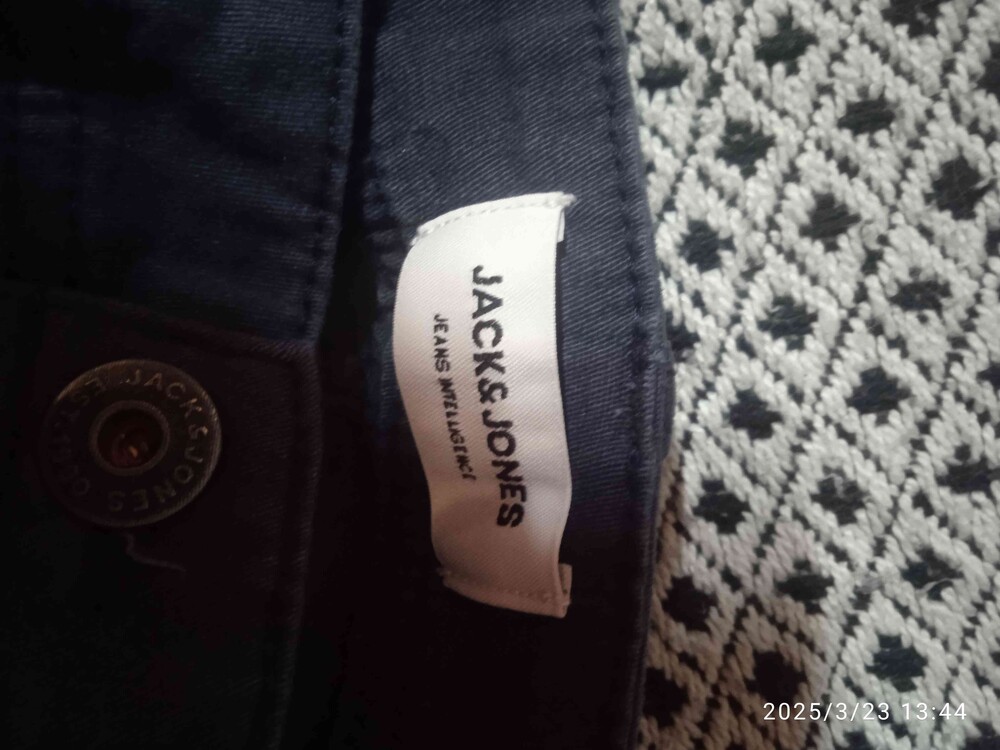 JACK&JONES
JEANS INTELLIGENCE
JACK&JONES
2025/3/23 13:44